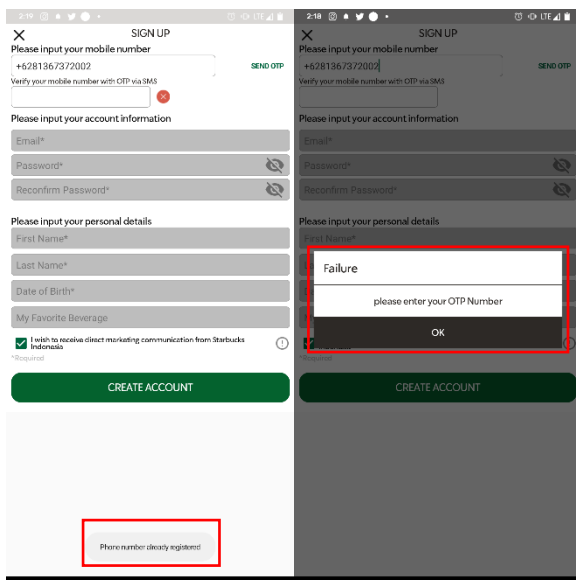 2:19
LTE
SIGN UP
Please input your mobile number
+6281367372002
SEND OTP
Verify your mobile number with OTP via SMS
Please input your account information
Email*
Password*
Reconfirm Password*
Please input your personal details
First Name*
Last Name*
Date of Birth*
My Favorite Beverage
I wish to receive direct marketing communication from Starbucks
Indonesia
*Required
CREATE ACCOUNT
Phone number already registered
2:18
LTE
SIGN UP
Please input your mobile number
+6281367372002
SEND OTP
Verify your mobile number with OTP via SMS
Please input your account information
Email*
Password*
Reconfirm Password*
Please input your personal details
First Name*
Failure
please enter your OTP Number
OK
Indonesia
*Required
CREATE ACCOUNT